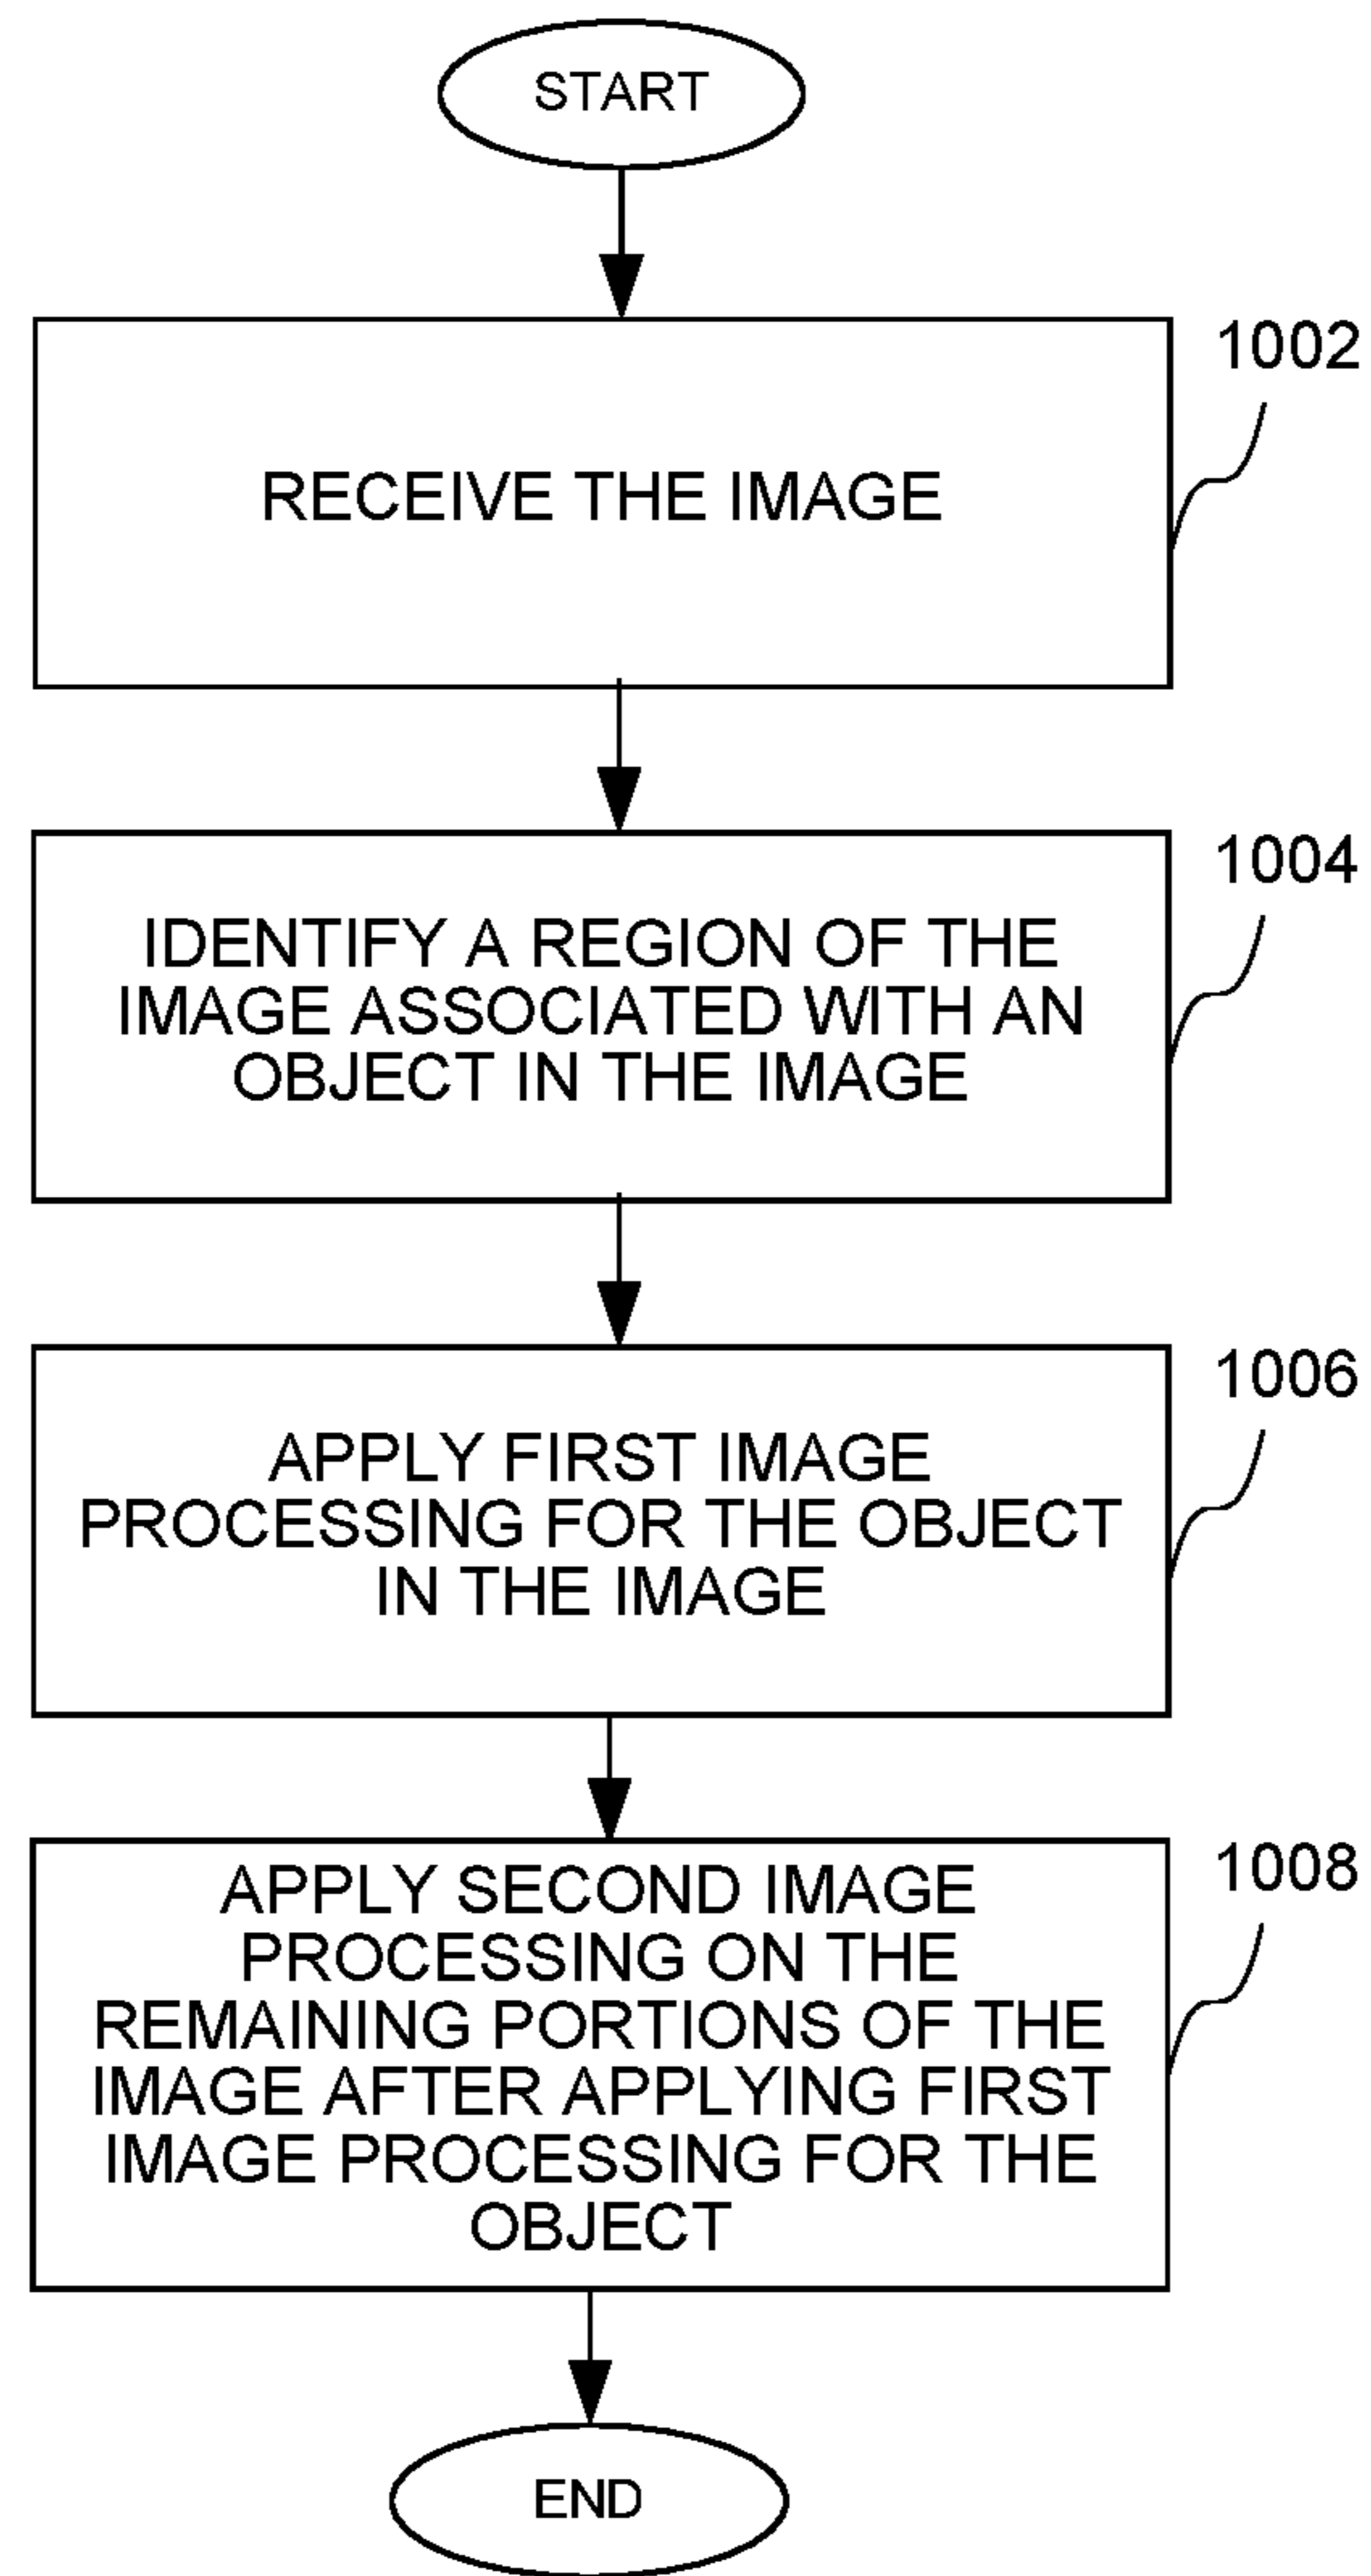 START
1002
RECEIVE THE IMAGE
1004
IDENTIFY A REGION OF THE
IMAGE ASSOCIATED WITH AN
OBJECT IN THE IMAGE
1006
APPLY FIRST IMAGE
PROCESSING FOR THE OBJECT
IN THE IMAGE
1008
APPLY SECOND IMAGE
PROCESSING ON THE
REMAINING PORTIONS OF THE
IMAGE AFTER APPLYING FIRST
IMAGE PROCESSING FOR THE
OBJECT
END